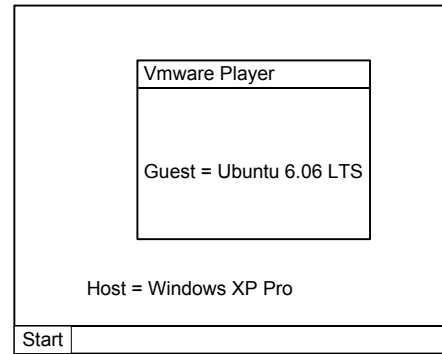 Vmware Player
Guest = Ubuntu 6.06 LTS
Host = Windows XP Pro
Start